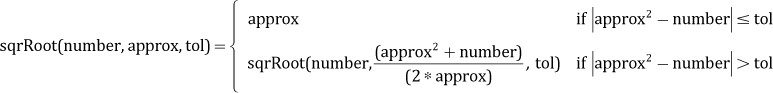 sqrRoot(number, approx, tol) = { approx if |approx² − number| ≤ tol
sqrRoot(number, (approx² + number) / (2 ∗ approx) , tol) if |approx² − number| > tol